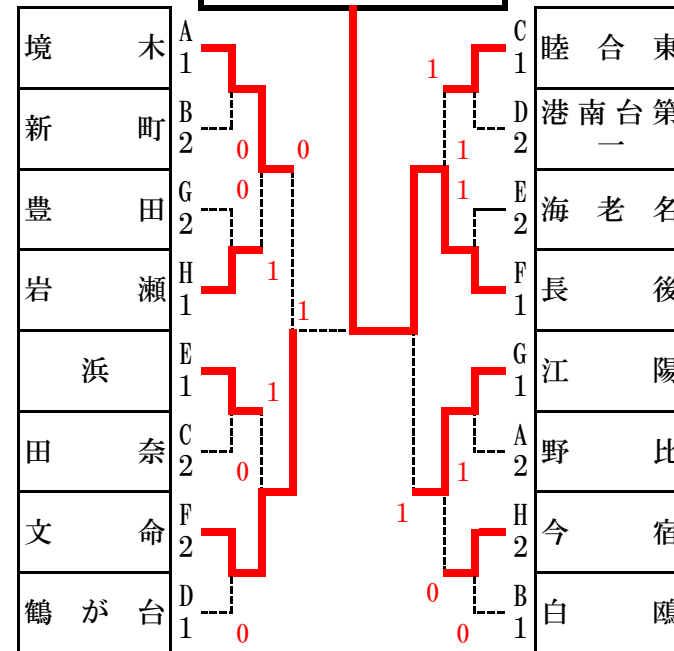 境木
A
1
新町
B
2
豊田
G
2
岩瀬
H
1
浜
E
1
田奈
C
2
文命
F
2
鶴が台
D
1
0
0
0
1
1
1
0
0
1
1
1
1
1
0
0
C
1
睦合東
D
2
港南台第
一
E
2
海老名
F
1
長後
G
1
江陽
A
2
野比
H
2
今宿
B
1
白鴎